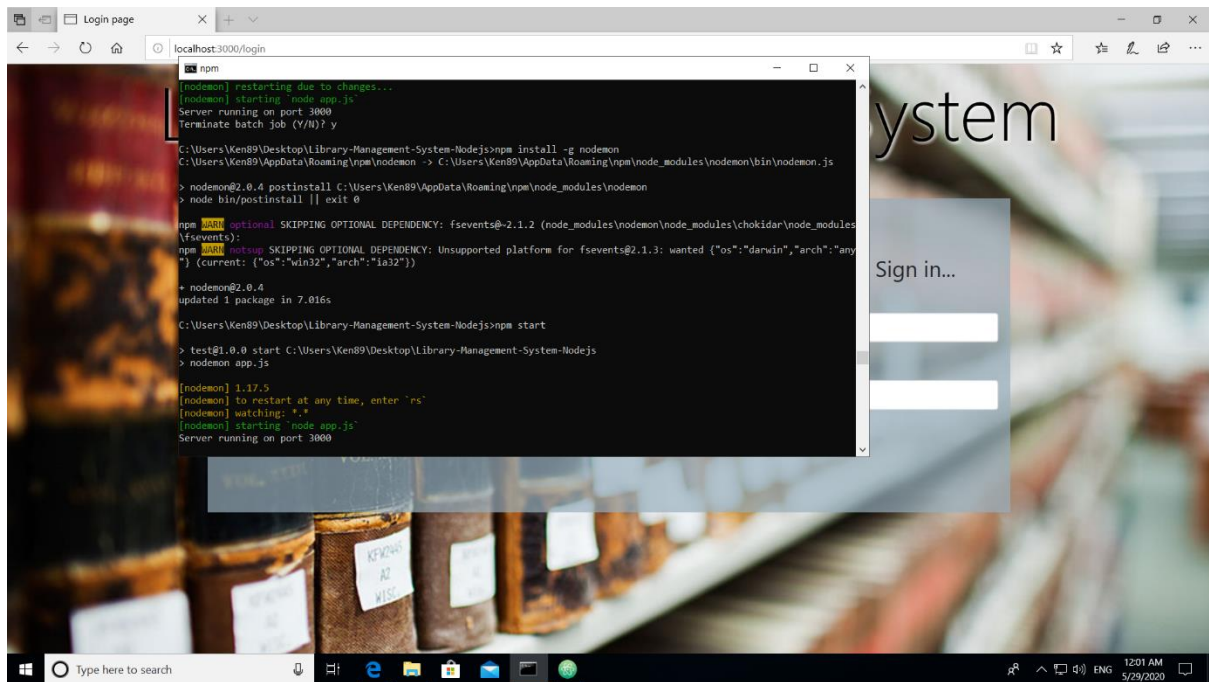 Login page
localhost:3000/login
npm
[nodemon] restarting due to changes...
[nodemon] starting `node app.js`
Server running on port 3000
Terminate batch job (Y/N)? y
C:\Users\Ken89\Desktop\Library-Management-System-Nodejs>npm install -g nodemon
C:\Users\Ken89\AppData\Roaming\npm\nodemon -> C:\Users\Ken89\AppData\Roaming\npm\node_modules\nodemon\bin\nodemon.js
> nodemon@2.0.4 postinstall C:\Users\Ken89\AppData\Roaming\npm\node_modules\nodemon
> node bin/postinstall || exit 0
npm WARN optional SKIPPING OPTIONAL DEPENDENCY: fsevents@~2.1.2 (node_modules\nodemon\node_modules\chokidar\node_modules
\fsevents):
npm WARN notsup SKIPPING OPTIONAL DEPENDENCY: Unsupported platform for fsevents@2.1.3: wanted {"os":"darwin","arch":"any
"} (current: {"os":"win32","arch":"ia32"})
+ nodemon@2.0.4
updated 1 package in 7.016s
C:\Users\Ken89\Desktop\Library-Management-System-Nodejs>npm start
> test@1.0.0 start C:\Users\Ken89\Desktop\Library-Management-System-Nodejs
> nodemon app.js
[nodemon] 1.17.5
[nodemon] to restart at any time, enter `rs`
[nodemon] watching: *.*
[nodemon] starting `node app.js`
Server running on port 3000
L
ystem
Sign in...
KFW2445
A2
WISC.
Type here to search
ENG
12:01 AM
5/29/2020